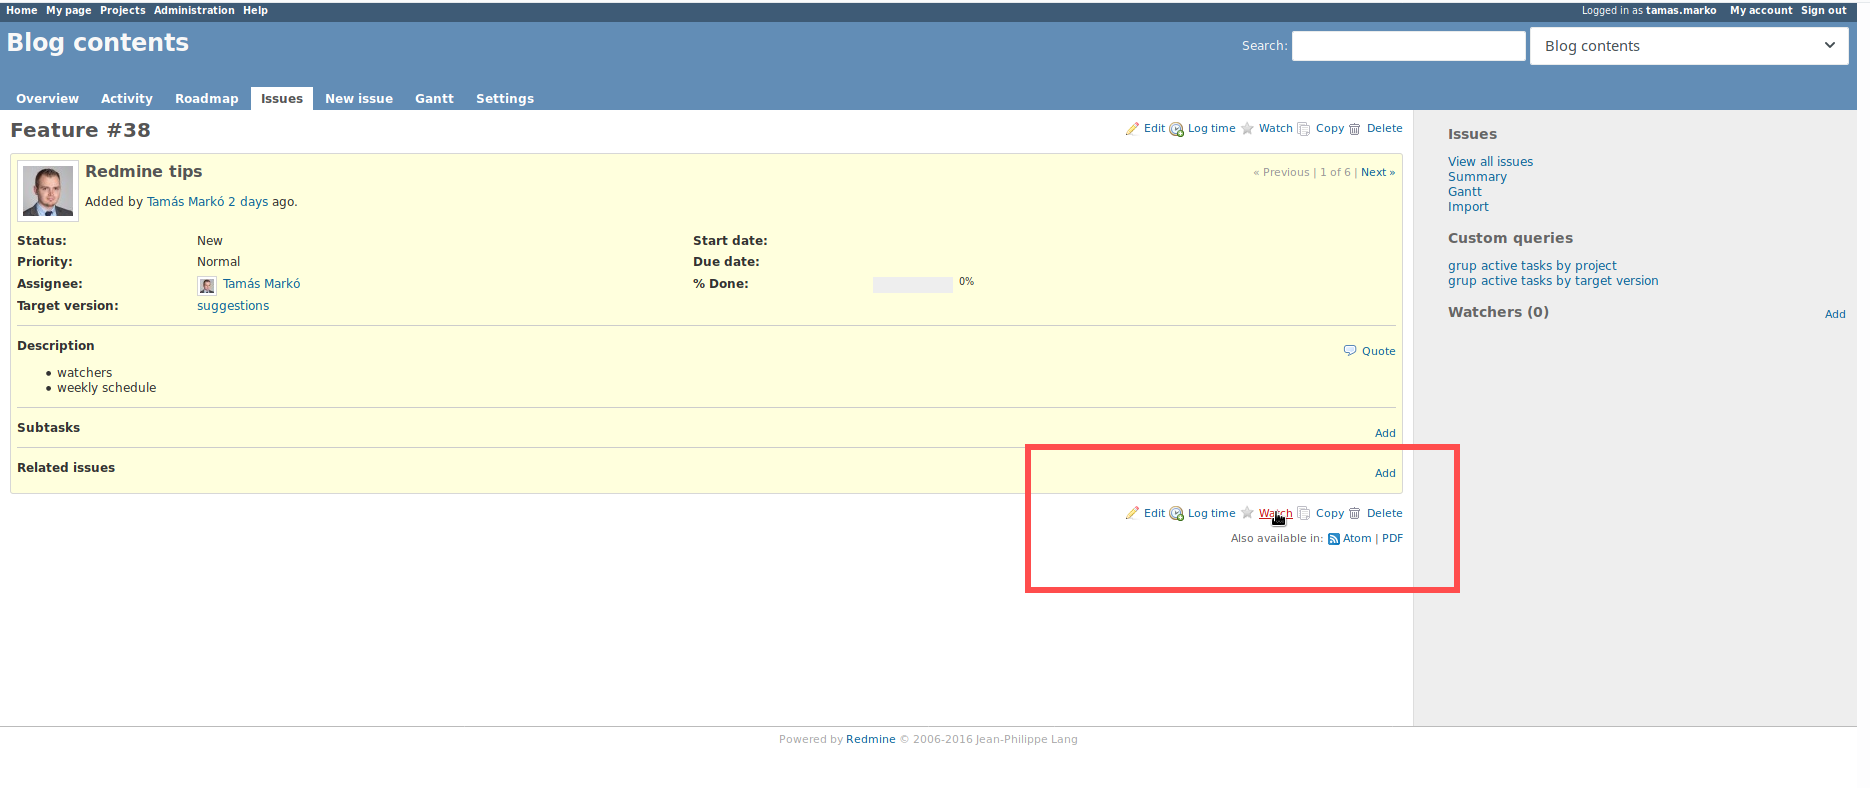 Home My page Projects Administration Help
Logged in as tamas.marko My account Sign out
Blog contents
Search:
Blog contents
Overview Activity Roadmap Issues New issue Gantt Settings
Feature #38
Edit Log time Watch Copy Delete
Redmine tips
« Previous | 1 of 6 | Next »
Added by Tamás Markó 2 days ago.
Status: New Start date:
Priority: Normal Due date:
Assignee: Tamás Markó % Done: 0%
Target version: suggestions
Description
Quote
• watchers
• weekly schedule
Subtasks
Add
Related issues
Add
Edit Log time Watch Copy Delete
Also available in: Atom | PDF
Issues
View all issues
Summary
Gantt
Import
Custom queries
grup active tasks by project
grup active tasks by target version
Watchers (0) Add
Powered by Redmine © 2006-2016 Jean-Philippe Lang